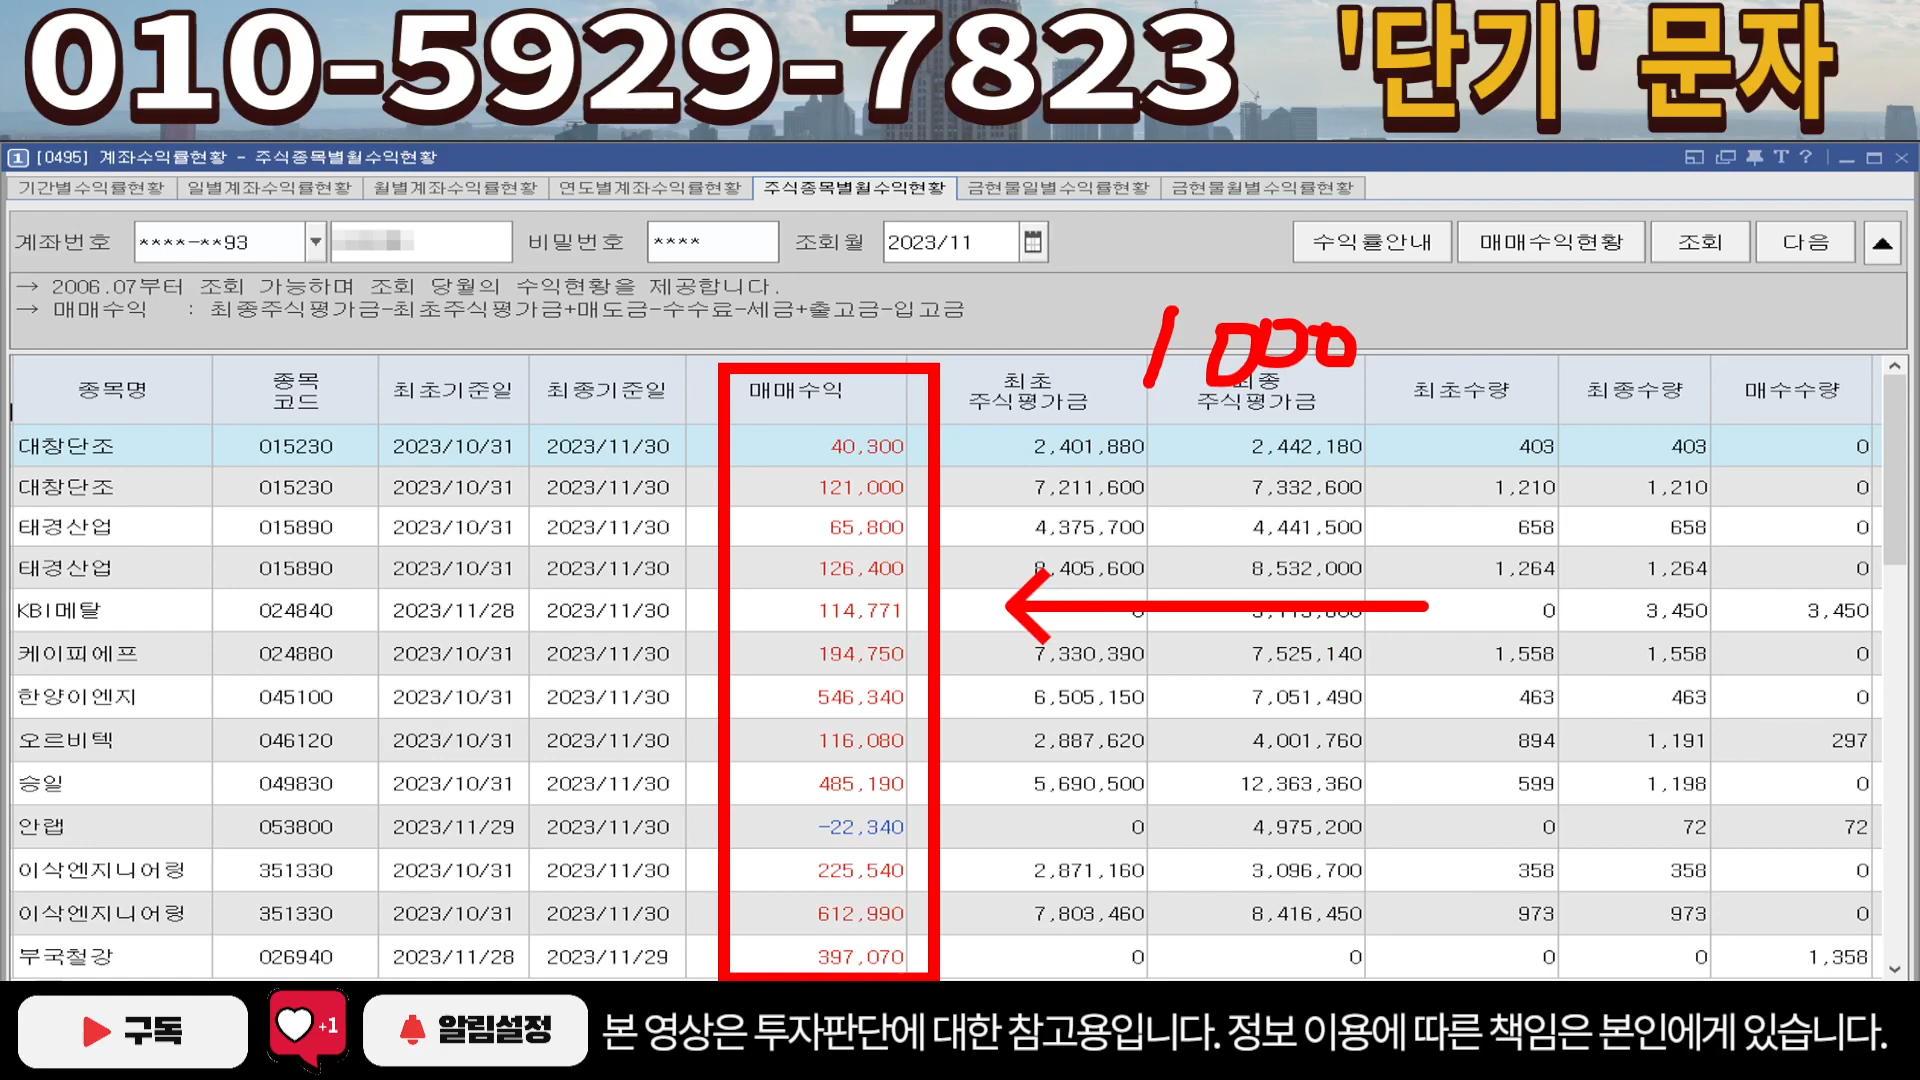 010-5929-7823 '단기' 문자
1 [0495] 계좌수익률현황 - 주식종목별월수익현황
기간별수익률현황 일별계좌수익률현황 월별계좌수익률현황 연도별계좌수익률현황 주식종목별월수익현황 금현물일별수익률현황 금현물월별수익률현황
계좌번호 ****-**93 비밀번호 **** 조회월 2023/11 수익률안내 매매수익현황 조회 다음
→ 2006.07부터 조회 가능하며 조회 당월의 수익현황을 제공합니다.
→ 매매수익 : 최종주식평가금-최초주식평가금+매도금-수수료-세금+출고금-입고금
1000
종목명 종목코드 최초기준일 최종기준일 매매수익 최초주식평가금 최종주식평가금 최초수량 최종수량 매수수량
대창단조 015230 2023/10/31 2023/11/30 40,300 2,401,880 2,442,180 403 403 0
대창단조 015230 2023/10/31 2023/11/30 121,000 7,211,600 7,332,600 1,210 1,210 0
태경산업 015890 2023/10/31 2023/11/30 65,800 4,375,700 4,441,500 658 658 0
태경산업 015890 2023/10/31 2023/11/30 126,400 8,405,600 8,532,000 1,264 1,264 0
KBI메탈 024840 2023/11/28 2023/11/30 114,771 0 0 3,450 3,450
케이피에프 024880 2023/10/31 2023/11/30 194,750 7,330,390 7,525,140 1,558 1,558 0
한양이엔지 045100 2023/10/31 2023/11/30 546,340 6,505,150 7,051,490 463 463 0
오르비텍 046120 2023/10/31 2023/11/30 116,080 2,887,620 4,001,760 894 1,191 297
승일 049830 2023/10/31 2023/11/30 485,190 5,690,500 12,363,360 599 1,198 0
안랩 053800 2023/11/29 2023/11/30 -22,340 0 4,975,200 0 72 72
이삭엔지니어링 351330 2023/10/31 2023/11/30 225,540 2,871,160 3,096,700 358 358 0
이삭엔지니어링 351330 2023/10/31 2023/11/30 612,990 7,803,460 8,416,450 973 973 0
부국철강 026940 2023/11/28 2023/11/29 397,070 0 0 0 0 1,358
구독 +1 알림설정 본 영상은 투자판단에 대한 참고용입니다. 정보 이용에 따른 책임은 본인에게 있습니다.